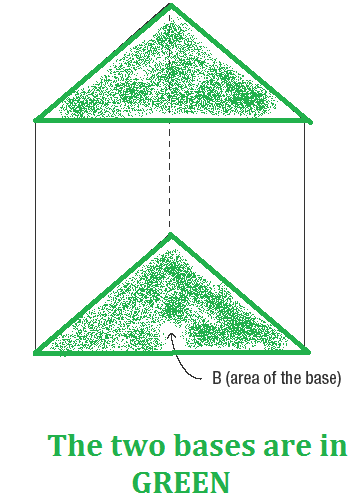 B (area of the base)
The two bases are in
GREEN